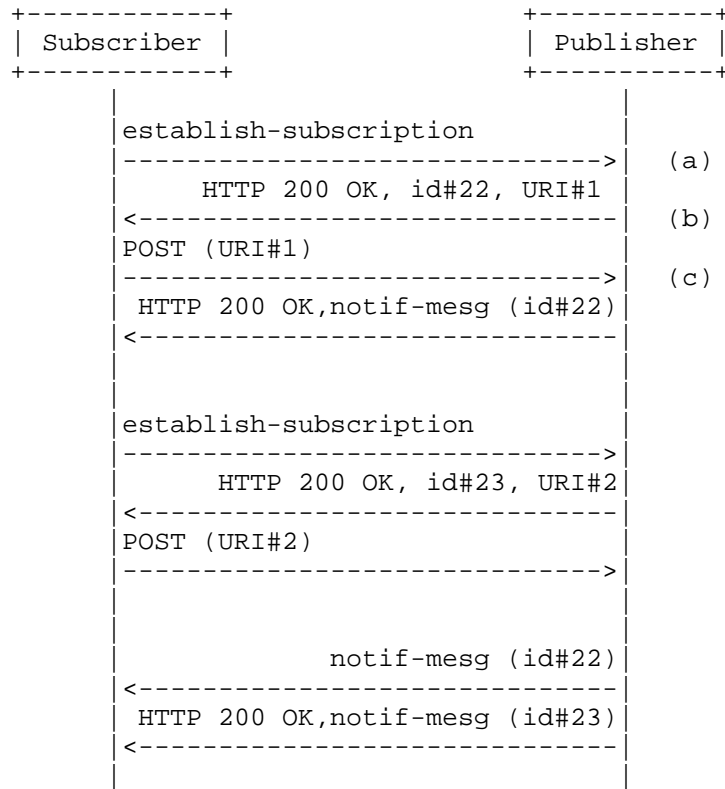 Subscriber Publisher
establish-subscription
(a)
HTTP 200 OK, id#22, URI#1
(b)
POST (URI#1)
(c)
HTTP 200 OK,notif-mesg (id#22)
establish-subscription
HTTP 200 OK, id#23, URI#2
POST (URI#2)
notif-mesg (id#22)
HTTP 200 OK,notif-mesg (id#23)